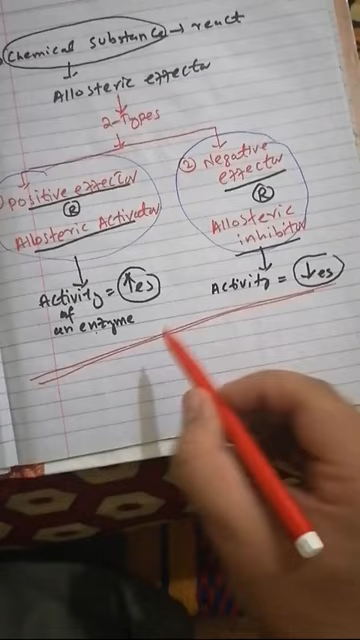 Chemical substance → react
Allosteric effector
2-types
Positive effector
(R)
Allosteric Activator
Activity = ↑es
of
an enzyme
② Negative
effector
(R)
Allosteric
inhibitor
Activity = ↓es